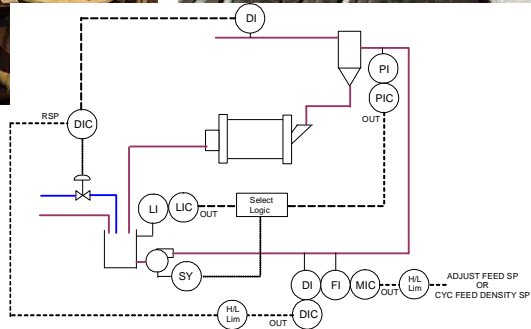 DI
PI
PIC
OUT
RSP
DIC
LI
LIC
OUT
Select
Logic
SY
DI
FI
MIC
OUT
H/L
Lim
ADJUST FEED SP
OR
CYC FEED DENSITY SP
DIC
OUT
H/L
Lim